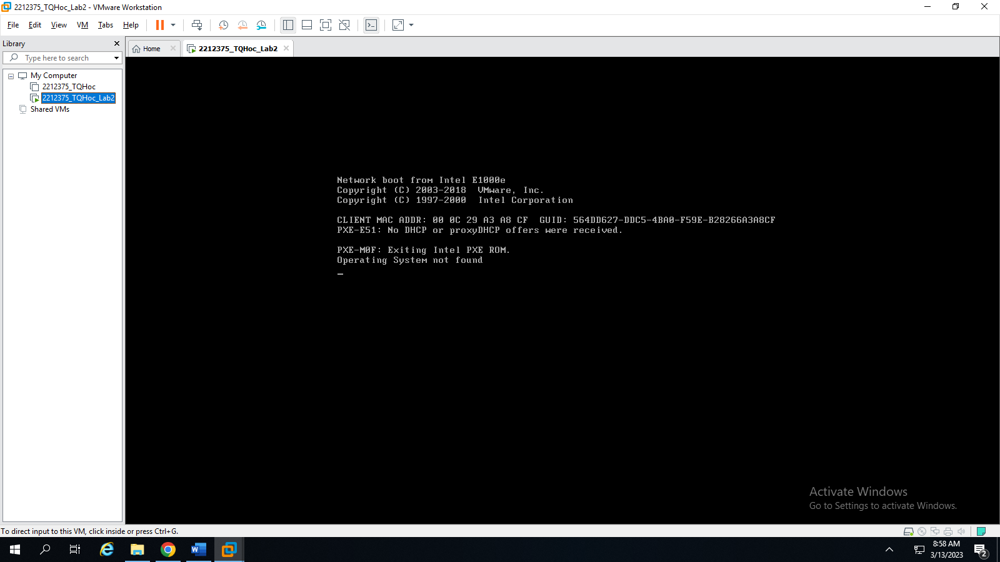 2212375_TQHoc_Lab2 - VMware Workstation
File Edit View VM Tabs Help
Library
Type here to search
My Computer
2212375_TQHoc
2212375_TQHoc_Lab2
Shared VMs
Home
2212375_TQHoc_Lab2
Network boot from Intel E1000e
Copyright (C) 2003-2018 VMware, Inc.
Copyright (C) 1997-2000 Intel Corporation
CLIENT MAC ADDR: 00 0C 29 A3 A8 CF GUID: 564DD627-DDC5-4BA0-F59E-B28266A3A8CF
PXE-E51: No DHCP or proxyDHCP offers were received.
PXE-M0F: Exiting Intel PXE ROM.
Operating System not found
Activate Windows
Go to Settings to activate Windows.
To direct input to this VM, click inside or press Ctrl+G.
8:58 AM
3/13/2023
2